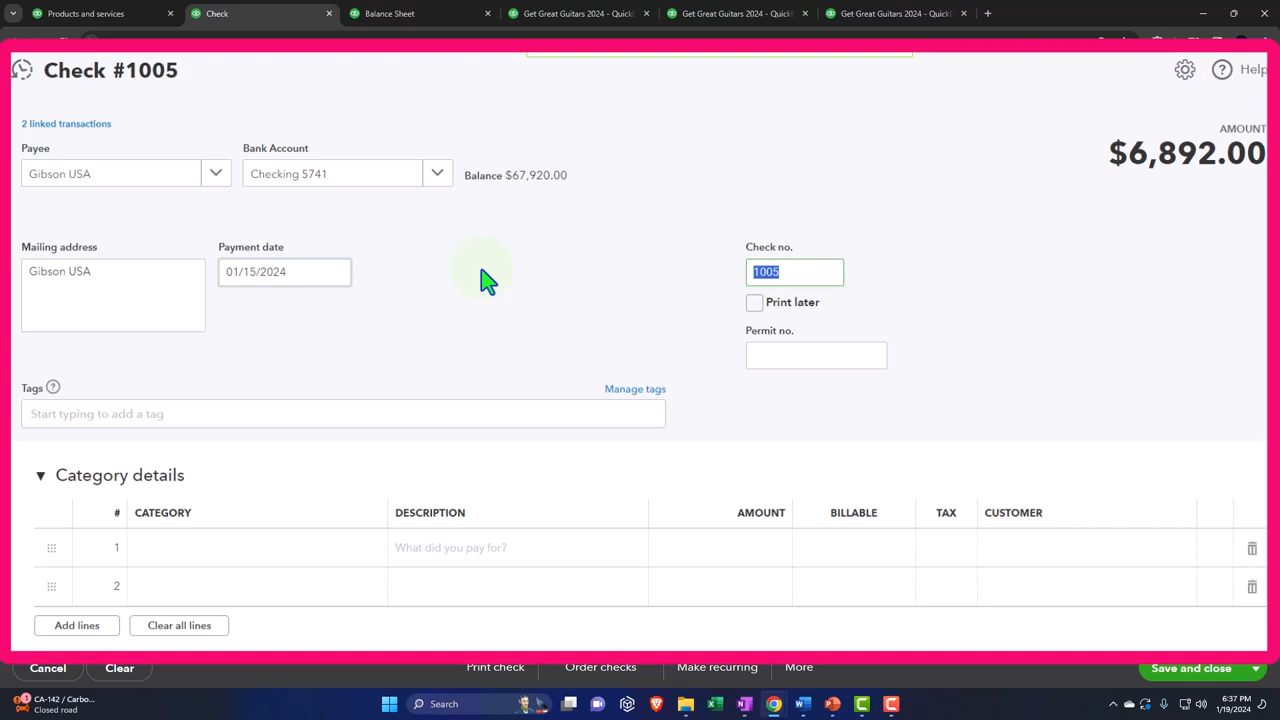 Products and services
Check
Balance Sheet
Get Great Guitars 2024 - Quick
Get Great Guitars 2024 - Quick
Get Great Guitars 2024 - Quick
Check #1005
Help
2 linked transactions
AMOUNT
$6,892.00
Payee
Bank Account
Gibson USA
Checking 5741
Balance $67,920.00
Mailing address
Payment date
Check no.
Gibson USA
01/15/2024
1005
Print later
Permit no.
Tags ?
Manage tags
Start typing to add a tag
Category details
# CATEGORY DESCRIPTION AMOUNT BILLABLE TAX CUSTOMER
1 What did you pay for?
2
Add lines
Clear all lines
Cancel
Clear
Print check
Order checks
Make recurring
More
Save and close
CA-142 / Carbo...
Closed road
Search
6:37 PM
1/19/2024